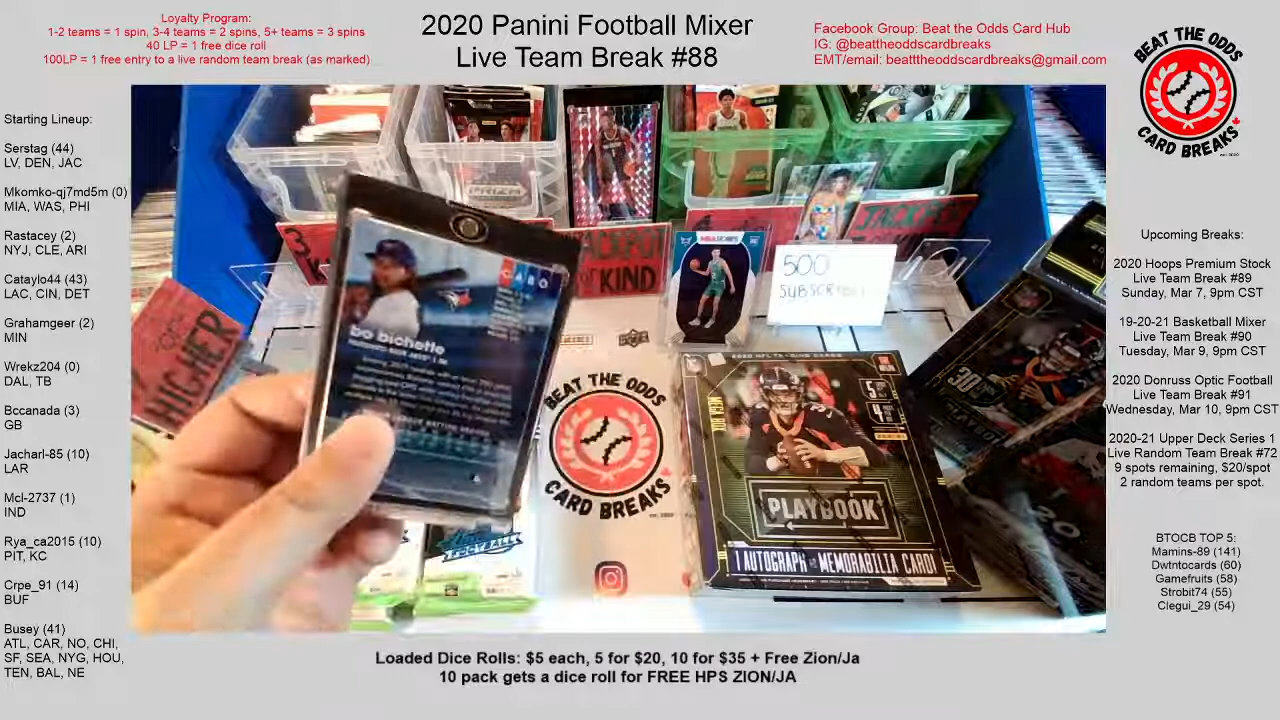 Loyalty Program:
1-2 teams = 1 spin, 3-4 teams = 2 spins, 5+ teams = 3 spins
40 LP = 1 free dice roll
100LP = 1 free entry to a live random team break (as marked)
2020 Panini Football Mixer
Live Team Break #88
Facebook Group: Beat the Odds Card Hub
IG: @beattheoddscardbreaks
EMT/email: beatttheoddscardbreaks@gmail.com
BEAT THE ODDS
CARD BREAKS
Starting Lineup:
Serstag (44)
LV, DEN, JAC
Mkomko-qj7md5m (0)
MIA, WAS, PHI
Rastacey (2)
CLE, ARI
Cataylo44 (43)
LAC, CIN, DET
Grahamgeer (2)
MIN
Wrekz204 (0)
DAL, TB
GB
Jacharl-85 (10)
LAR
Mcl-2737 (1)
IND
Rya_ca2015 (10)
PIT, KC
BUF
Busey (41)
ATL, CAR, NO, CHI,
SF, SEA, NYG, HOU,
TEN, BAL, NE
bo bichette
KIND
500
BEAT THE ODDS
CARD BREAKS
MEGA BOX
PLAYBOOK
1 AUTOGRAPH OR MEMORABILIA CARD!
FOOTBALL
Upcoming Breaks:
2020 Hoops Premium Stock
Live Team Break #89
Sunday, Mar 7, 9pm CST
19-20-21 Basketball Mixer
Live Team Break #90
Tuesday, Mar 9, 9pm CST
2020 Donruss Optic Football
Live Team Break #91
Wednesday, Mar 10, 9pm CST
2020-21 Upper Deck Series 1
Live Random Team Break #72
9 spots remaining, $20/spot
2 random teams per spot.
BTOCB TOP 5:
Mamins-89 (141)
Dwtntocards (60)
Gamefruits (58)
Strobit74 (55)
Clegui_29 (54)
Loaded Dice Rolls: $5 each, 5 for $20, 10 for $35 + Free Zion/Ja
10 pack gets a dice roll for FREE HPS ZION/JA